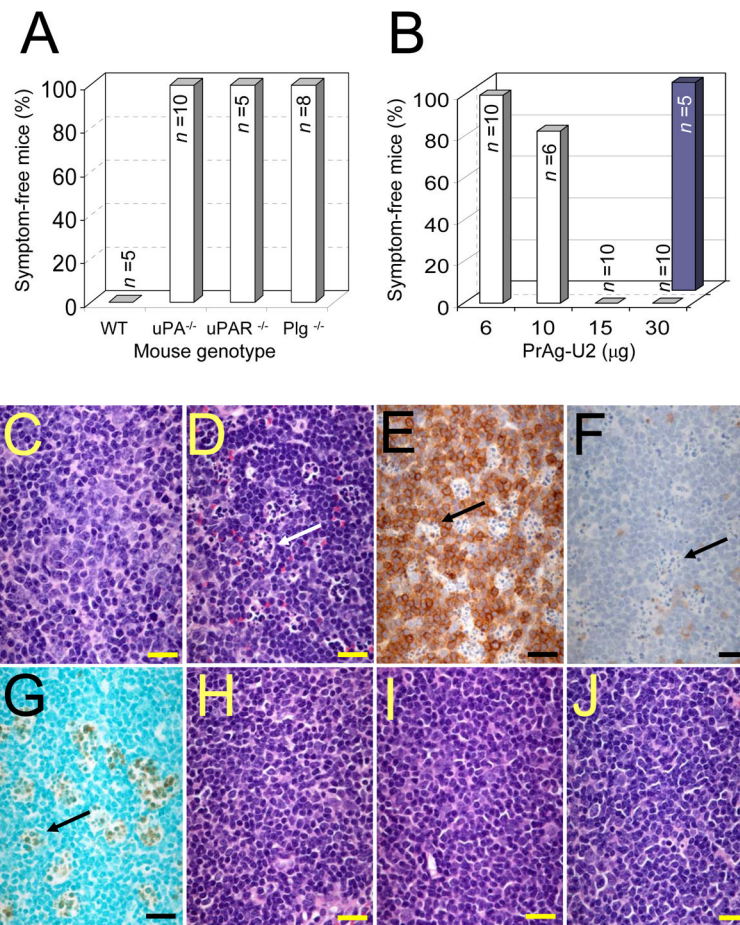 A
Symptom-free mice (%)
100
80
60
40
20
0
n =5
n =10
n =5
n =8
WT uPA-/- uPAR -/- Plg -/-
Mouse genotype
B
Symptom-free mice (%)
100
80
60
40
20
0
n =10
n =6
n =10
n =10
n =5
6 10 15 30
PrAg-U2 (µg)
C
D
E
F
G
H
I
J